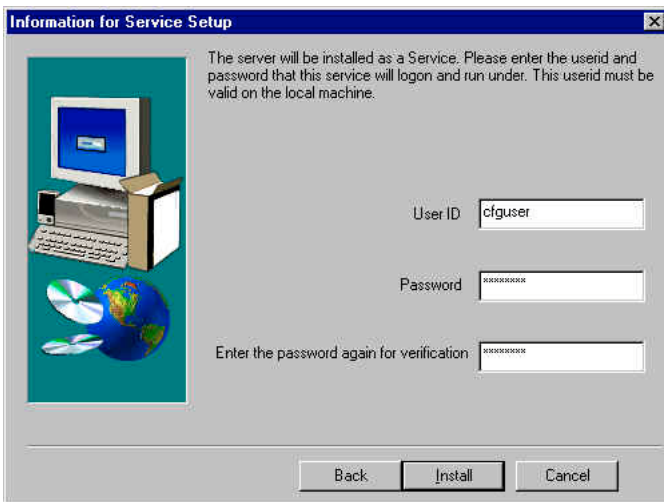 Information for Service Setup
The server will be installed as a Service. Please enter the userid and
password that this service will logon and run under. This userid must be
valid on the local machine.
User ID
cfguser
Password
xxxxxxxx
Enter the password again for verification
xxxxxxxx
Back
Install
Cancel